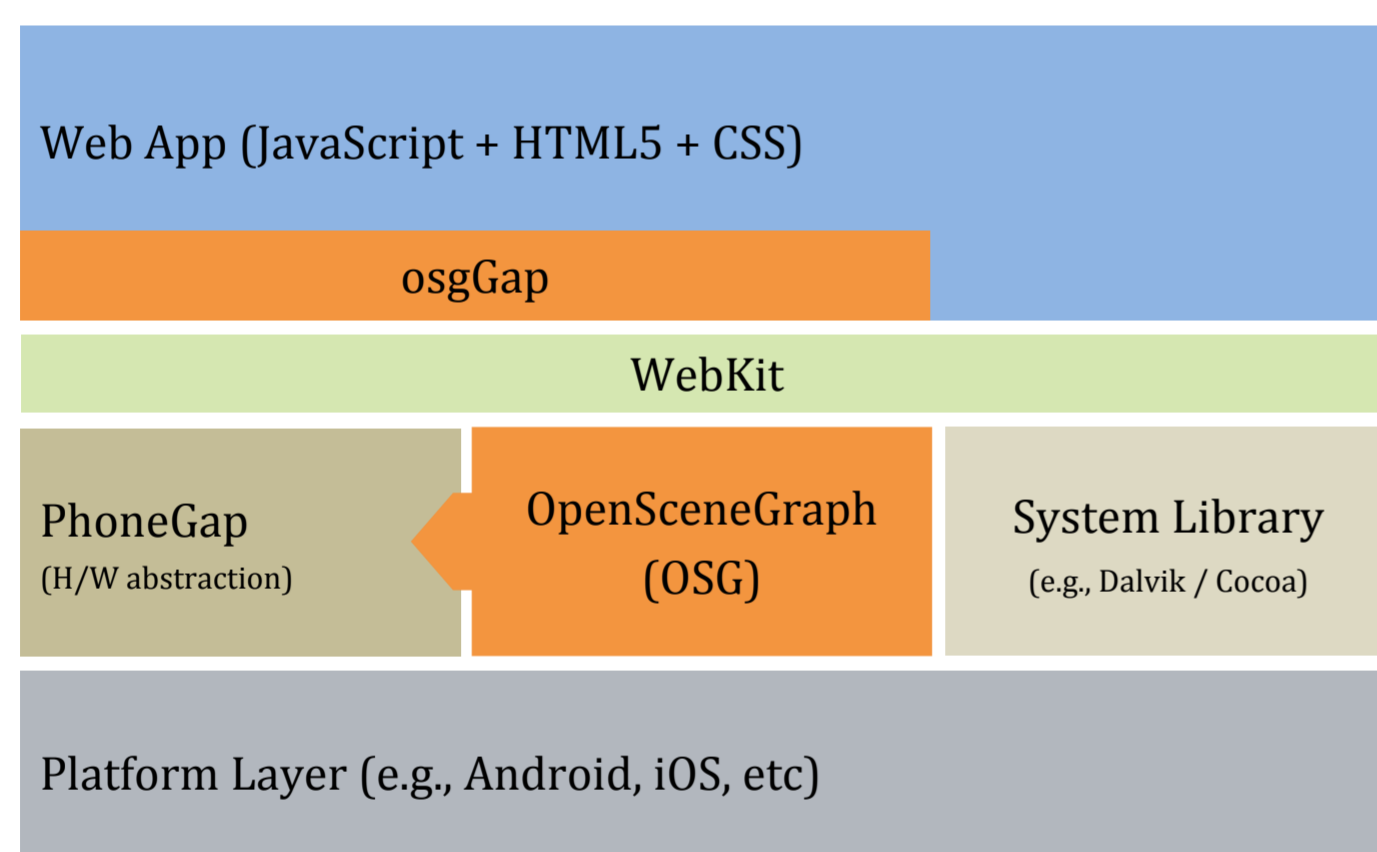 Web App (JavaScript + HTML5 + CSS)
osgGap
WebKit
PhoneGap
(H/W abstraction)
OpenSceneGraph
(OSG)
System Library
(e.g., Dalvik / Cocoa)
Platform Layer (e.g., Android, iOS, etc)